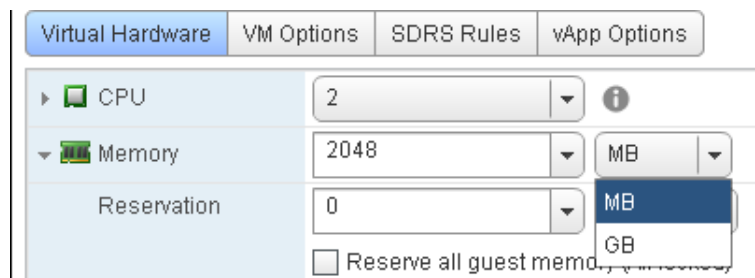 Virtual Hardware VM Options SDRS Rules vApp Options
CPU 2
Memory 2048 MB
Reservation 0 MB
GB
Reserve all guest memory